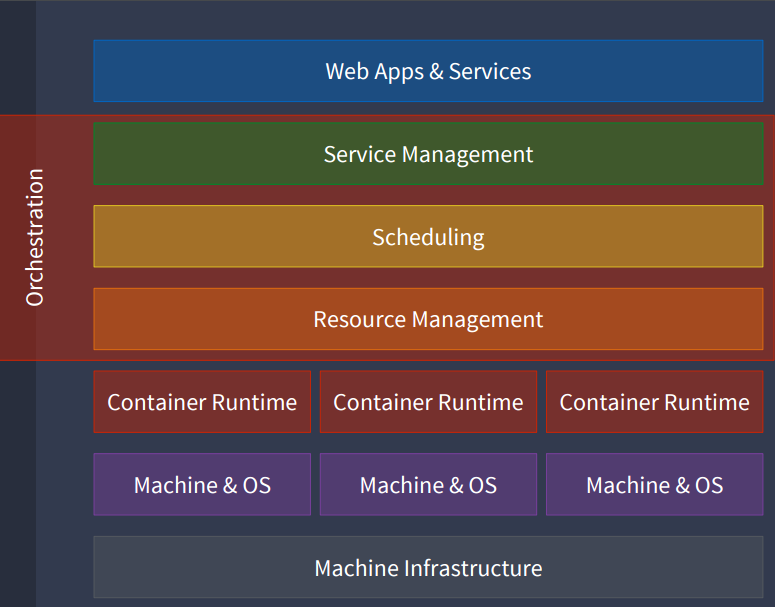 Web Apps & Services
Orchestration
Service Management
Scheduling
Resource Management
Container Runtime
Container Runtime
Container Runtime
Machine & OS
Machine & OS
Machine & OS
Machine Infrastructure